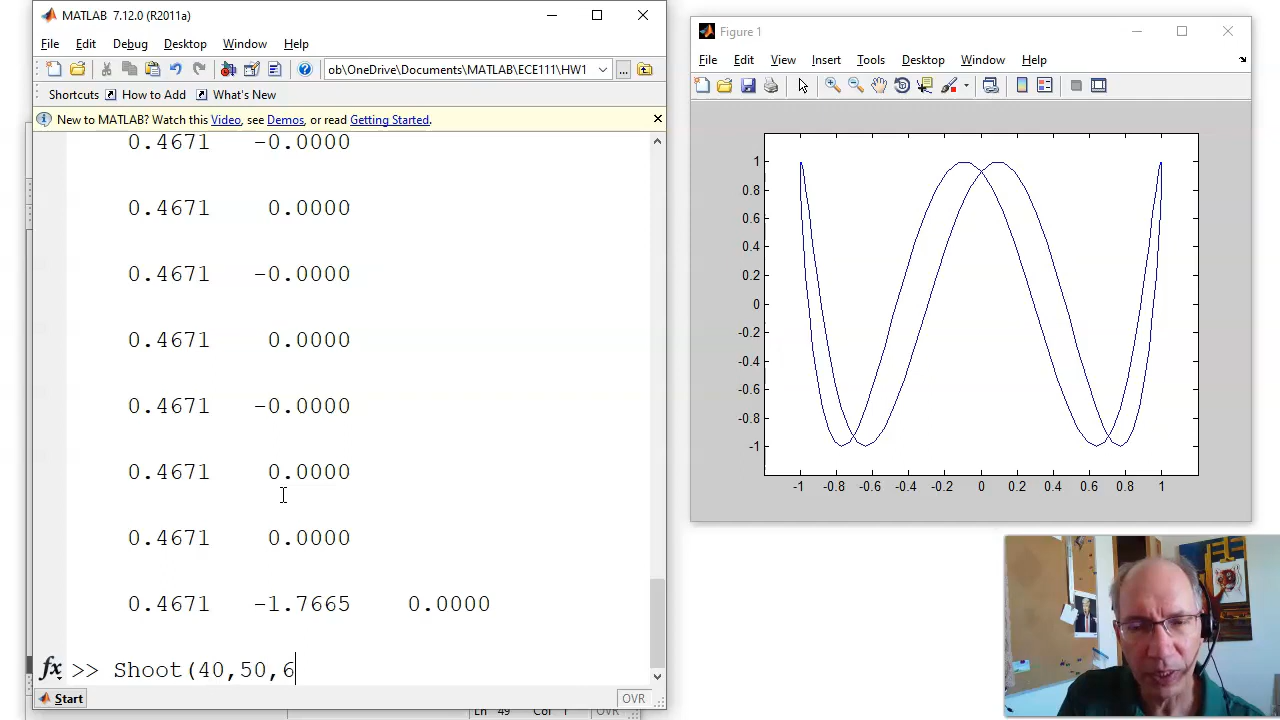 MATLAB 7.12.0 (R2011a)
File Edit Debug Desktop Window Help
ob\OneDrive\Documents\MATLAB\ECE111\HW1
Shortcuts How to Add What's New
New to MATLAB? Watch this Video, see Demos, or read Getting Started.
0.4671 -0.0000
0.4671 0.0000
0.4671 -0.0000
0.4671 0.0000
0.4671 -0.0000
0.4671 0.0000
0.4671 0.0000
0.4671 -1.7665 0.0000
fx >> Shoot(40,50,6
Start OVR
Ln 49 Col 1 OVR
Figure 1
File Edit View Insert Tools Desktop Window Help
1
0.8
0.6
0.4
0.2
0
-0.2
-0.4
-0.6
-0.8
-1
-1 -0.8 -0.6 -0.4 -0.2 0 0.2 0.4 0.6 0.8 1